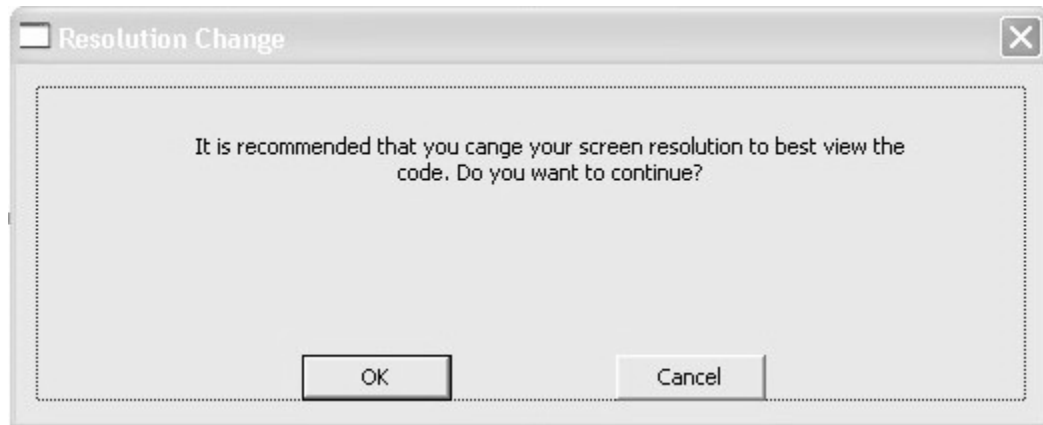 Resolution Change
It is recommended that you cange your screen resolution to best view the
code. Do you want to continue?
OK
Cancel